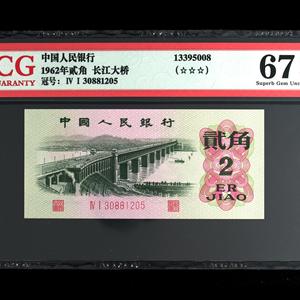 CG
GUARANTY
中国人民银行
1962年贰角 长江大桥
冠号: Ⅳ Ⅰ 30881205
13395008
(☆☆☆)
67
Superb Gem Unc
中国人民银行
贰角
2
ER
JIAO
Ⅳ Ⅰ 30881205